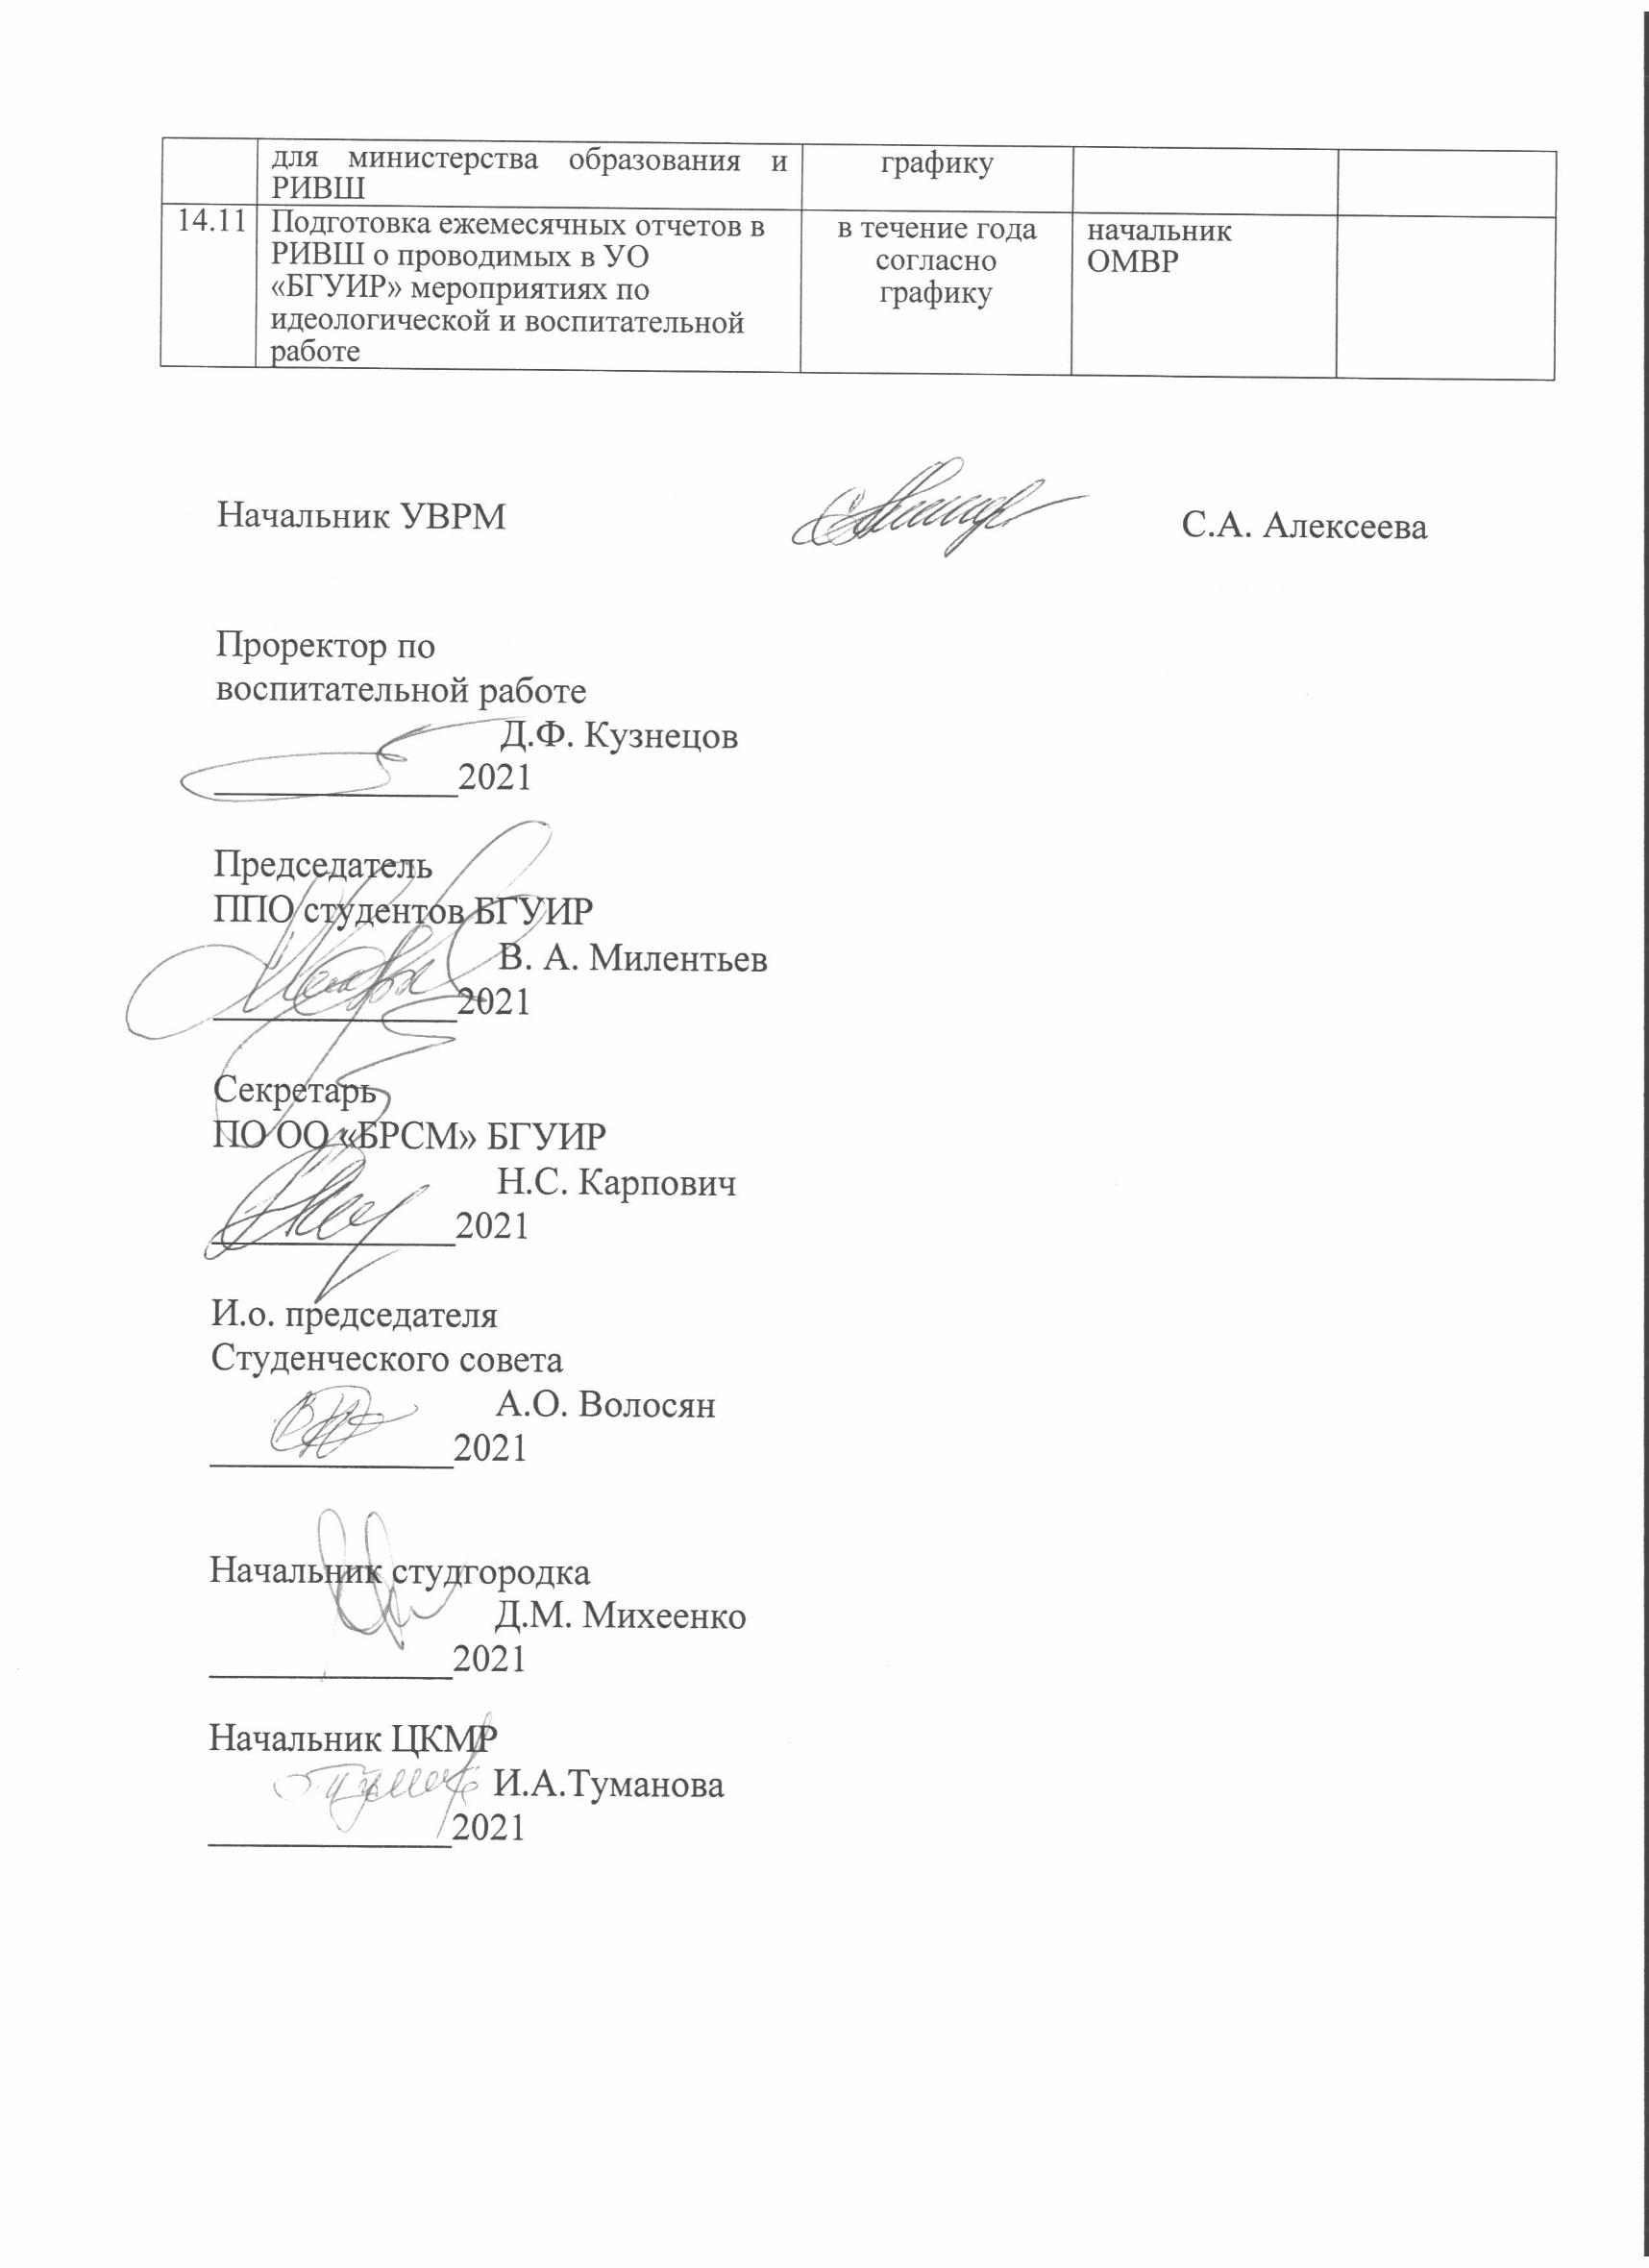 для министерства образования и
РИВШ
графику
14.11
Подготовка ежемесячных отчетов в
РИВШ о проводимых в УО
«БГУИР» мероприятиях по
идеологической и воспитательной
работе
в течение года
согласно
графику
начальник
ОМВР
Начальник УВРМ
С.А. Алексеева
Проректор по
воспитательной работе
Д.Ф. Кузнецов
2021
Председатель
ППО студентов БГУИР
В. А. Милентьев
2021
Секретарь
ПО ОО «БРСМ» БГУИР
Н.С. Карпович
2021
И.о. председателя
Студенческого совета
А.О. Волосян
2021
Начальник студгородка
Д.М. Михеенко
2021
Начальник ЦКМР
И.А.Туманова
2021